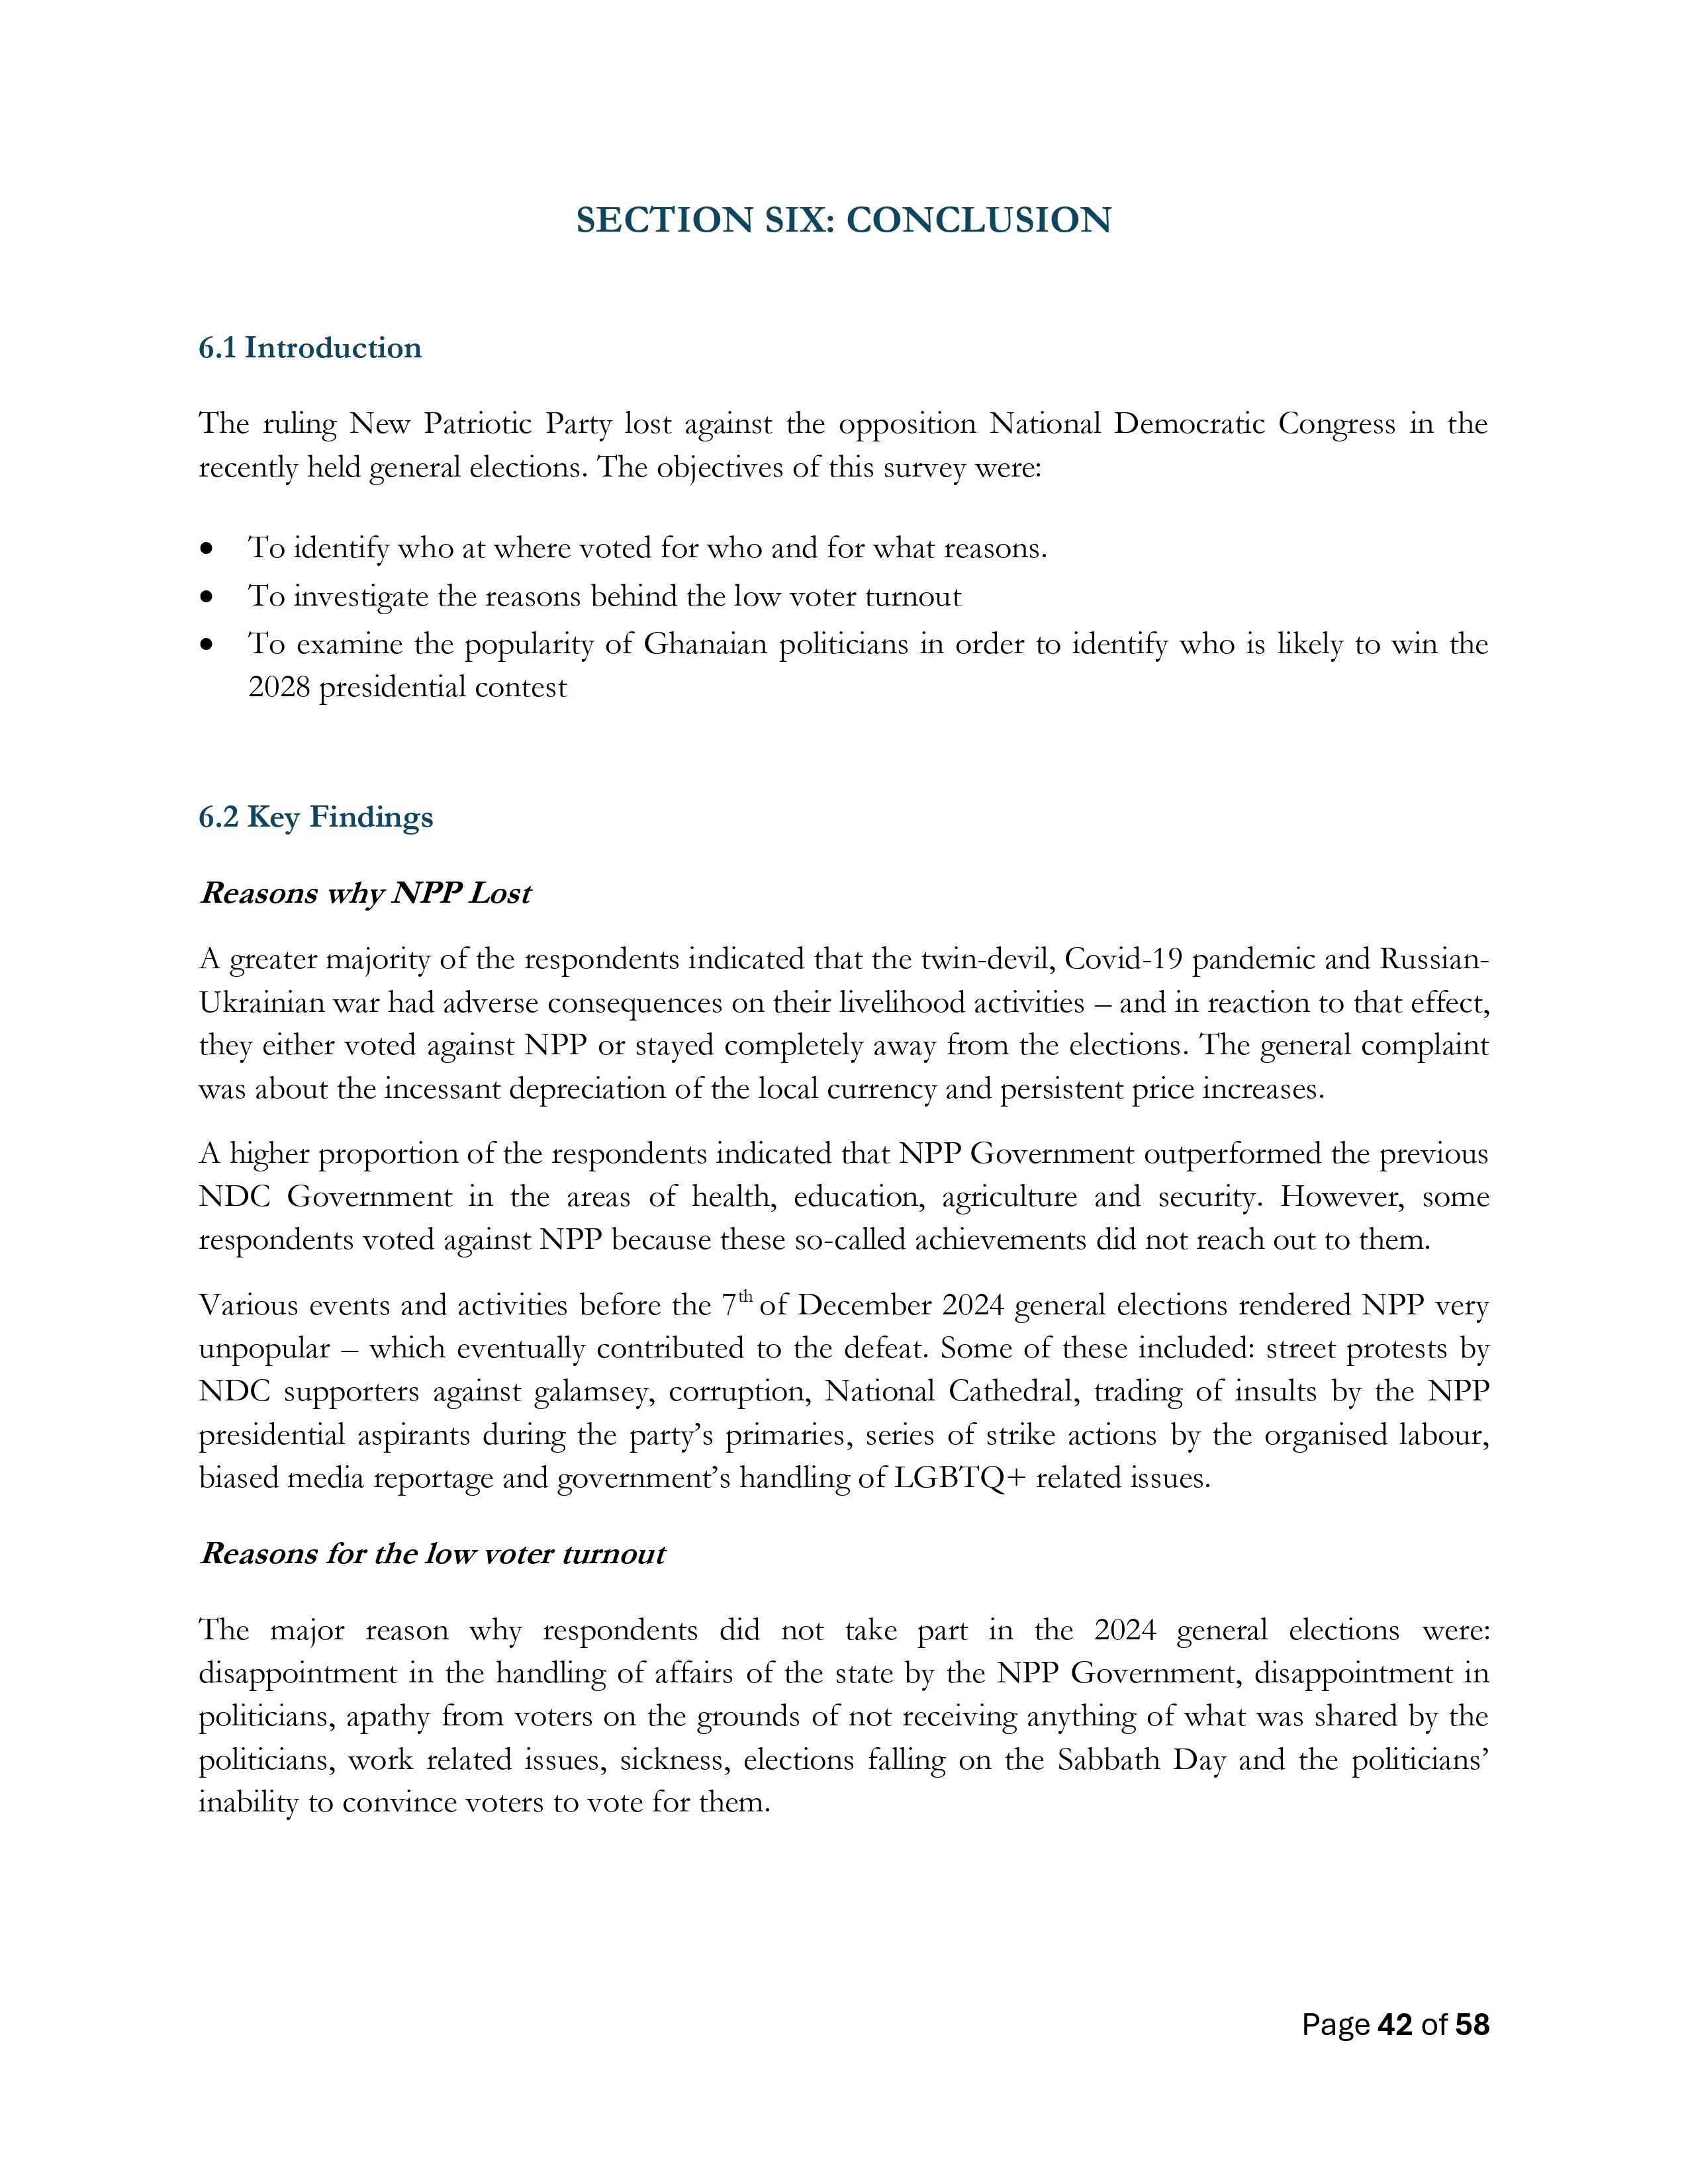 SECTION SIX: CONCLUSION
6.1 Introduction
The ruling New Patriotic Party lost against the opposition National Democratic Congress in the
recently held general elections. The objectives of this survey were:
• To identify who at where voted for who and for what reasons.
• To investigate the reasons behind the low voter turnout
• To examine the popularity of Ghanaian politicians in order to identify who is likely to win the
2028 presidential contest
6.2 Key Findings
Reasons why NPP Lost
A greater majority of the respondents indicated that the twin-devil, Covid-19 pandemic and Russian-
Ukrainian war had adverse consequences on their livelihood activities – and in reaction to that effect,
they either voted against NPP or stayed completely away from the elections. The general complaint
was about the incessant depreciation of the local currency and persistent price increases.
A higher proportion of the respondents indicated that NPP Government outperformed the previous
NDC Government in the areas of health, education, agriculture and security. However, some
respondents voted against NPP because these so-called achievements did not reach out to them.
Various events and activities before the 7th of December 2024 general elections rendered NPP very
unpopular – which eventually contributed to the defeat. Some of these included: street protests by
NDC supporters against galamsey, corruption, National Cathedral, trading of insults by the NPP
presidential aspirants during the party’s primaries, series of strike actions by the organised labour,
biased media reportage and government’s handling of LGBTQ+ related issues.
Reasons for the low voter turnout
The major reason why respondents did not take part in the 2024 general elections were:
disappointment in the handling of affairs of the state by the NPP Government, disappointment in
politicians, apathy from voters on the grounds of not receiving anything of what was shared by the
politicians, work related issues, sickness, elections falling on the Sabbath Day and the politicians’
inability to convince voters to vote for them.
Page 42 of 58